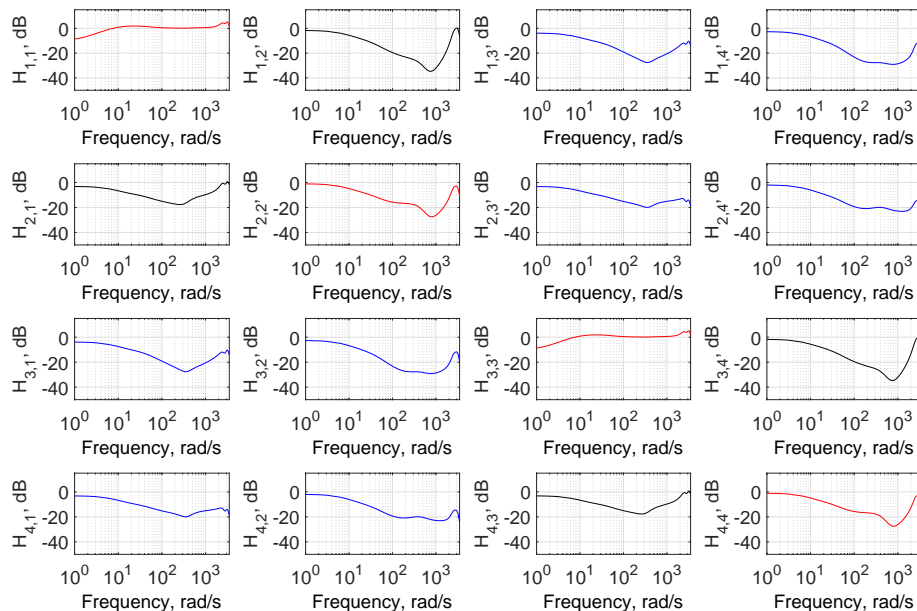 H1,1, dB
0
-20
-40
10^0 10^1 10^2 10^3
Frequency, rad/s
H1,2, dB
0
-20
-40
10^0 10^1 10^2 10^3
Frequency, rad/s
H1,3, dB
0
-20
-40
10^0 10^1 10^2 10^3
Frequency, rad/s
H1,4, dB
0
-20
-40
10^0 10^1 10^2 10^3
Frequency, rad/s
H2,1, dB
0
-20
-40
10^0 10^1 10^2 10^3
Frequency, rad/s
H2,2, dB
0
-20
-40
10^0 10^1 10^2 10^3
Frequency, rad/s
H2,3, dB
0
-20
-40
10^0 10^1 10^2 10^3
Frequency, rad/s
H2,4, dB
0
-20
-40
10^0 10^1 10^2 10^3
Frequency, rad/s
H3,1, dB
0
-20
-40
10^0 10^1 10^2 10^3
Frequency, rad/s
H3,2, dB
0
-20
-40
10^0 10^1 10^2 10^3
Frequency, rad/s
H3,3, dB
0
-20
-40
10^0 10^1 10^2 10^3
Frequency, rad/s
H3,4, dB
0
-20
-40
10^0 10^1 10^2 10^3
Frequency, rad/s
H4,1, dB
0
-20
-40
10^0 10^1 10^2 10^3
Frequency, rad/s
H4,2, dB
0
-20
-40
10^0 10^1 10^2 10^3
Frequency, rad/s
H4,3, dB
0
-20
-40
10^0 10^1 10^2 10^3
Frequency, rad/s
H4,4, dB
0
-20
-40
10^0 10^1 10^2 10^3
Frequency, rad/s